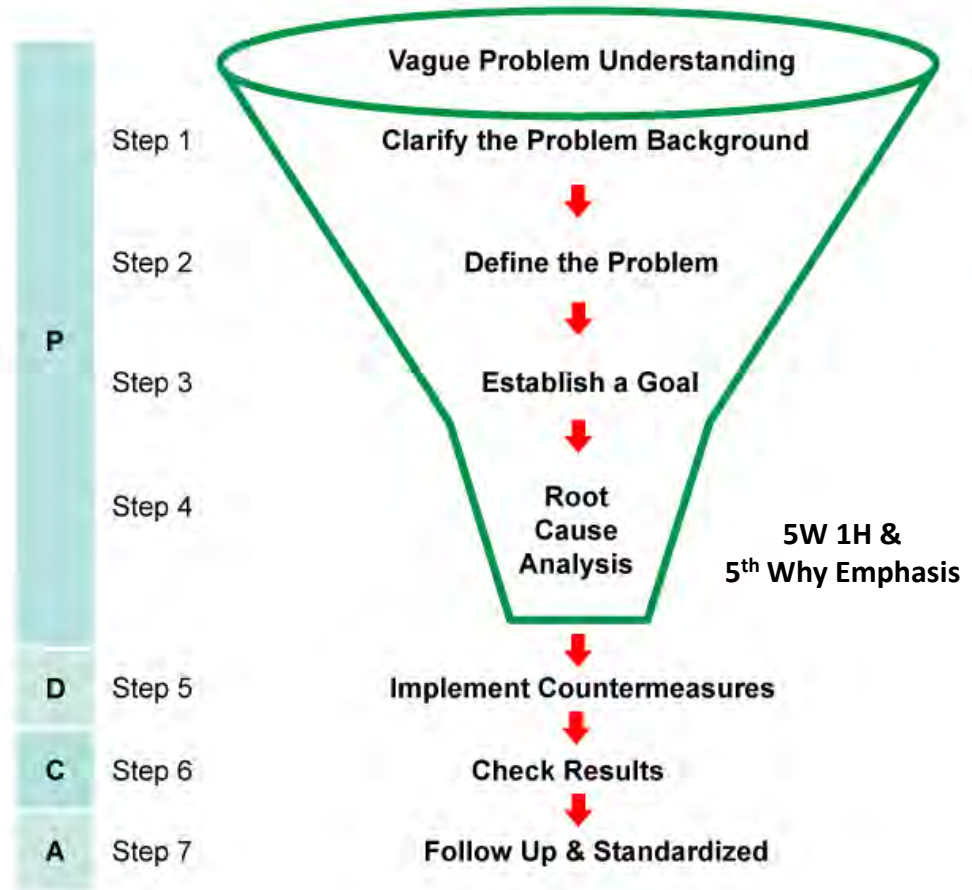 Vague Problem Understanding
Step 1
Clarify the Problem Background
Step 2
Define the Problem
P
Step 3
Establish a Goal
Step 4
Root
Cause
Analysis
5W 1H &
5th Why Emphasis
D
Step 5
Implement Countermeasures
C
Step 6
Check Results
A
Step 7
Follow Up & Standardized